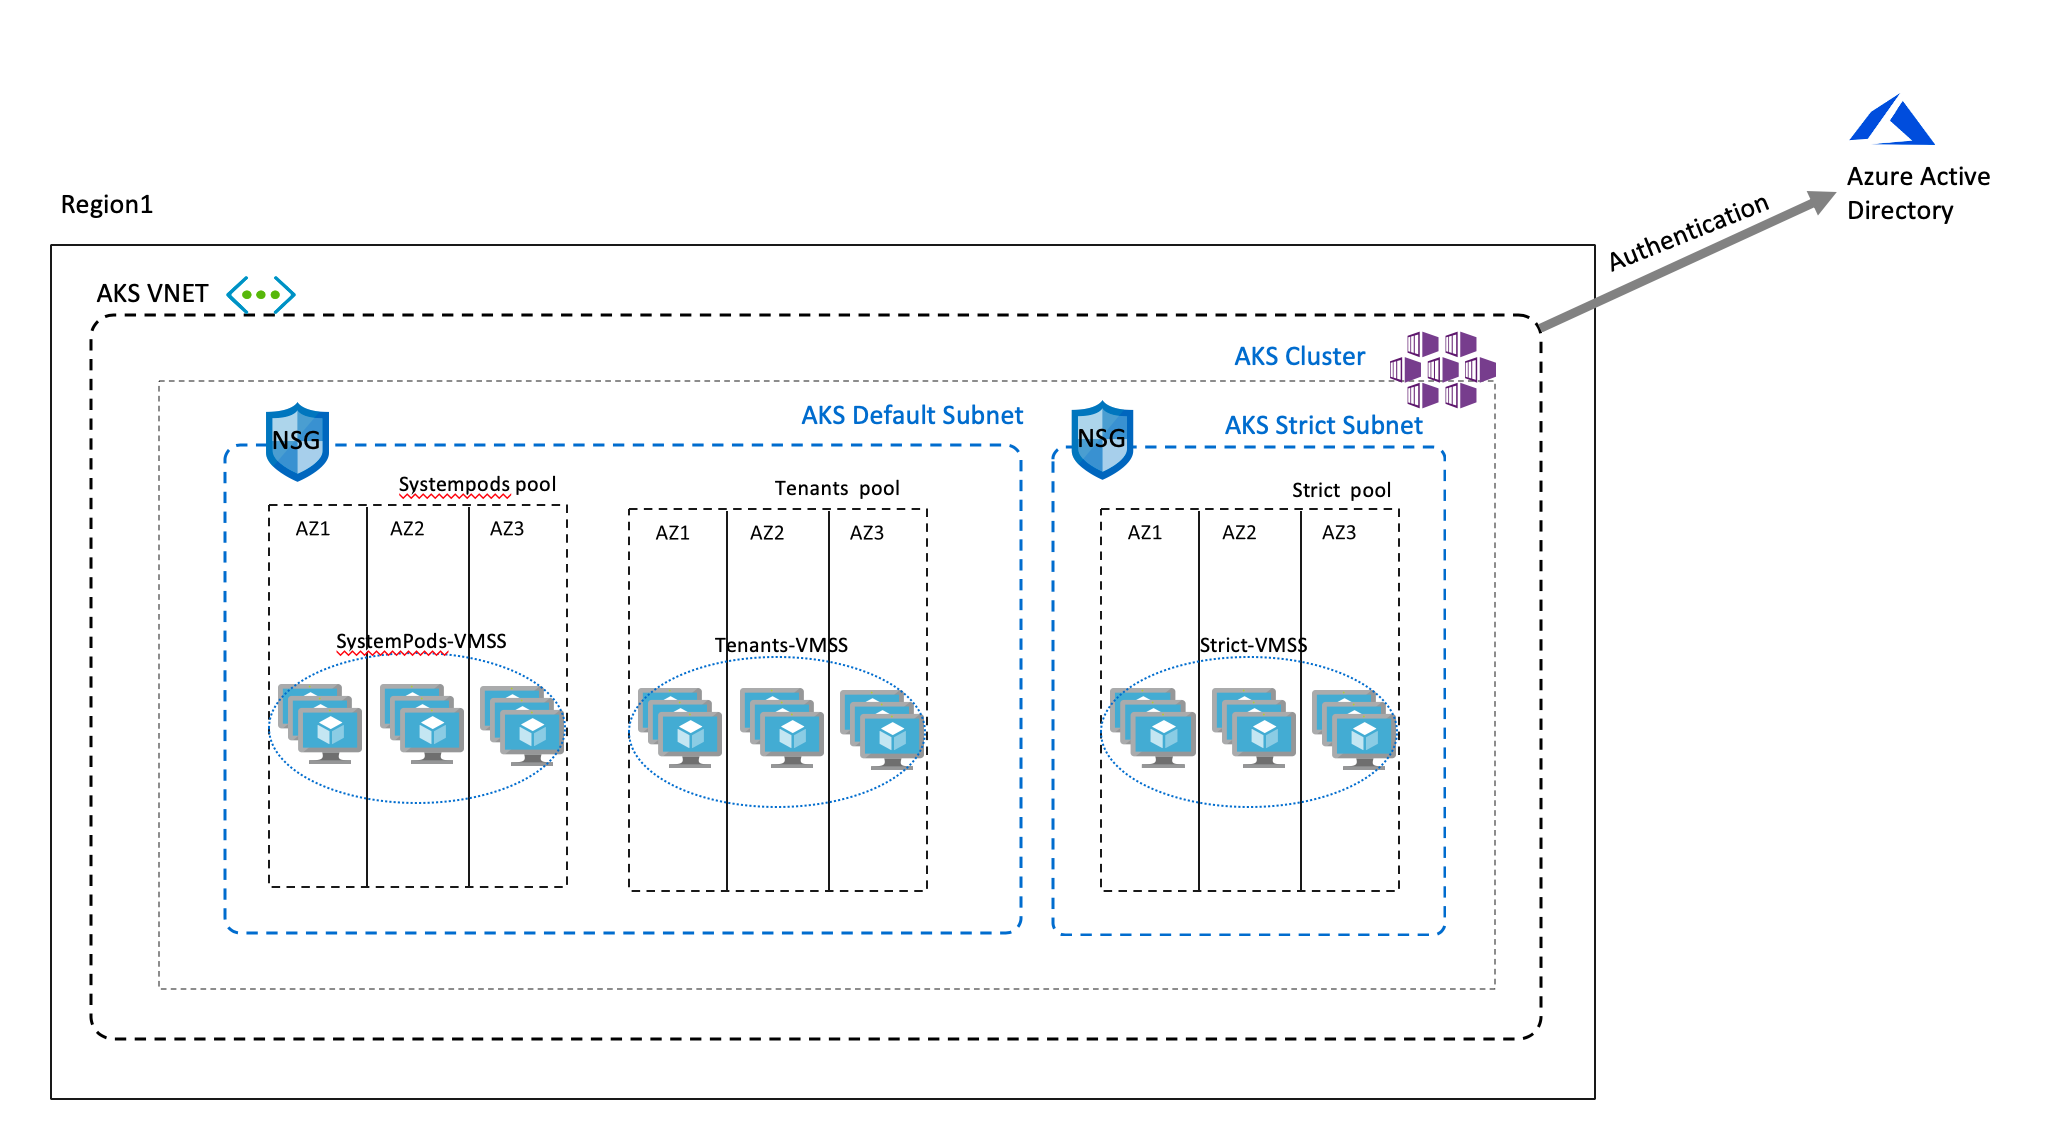 Azure Active
Directory
Authentication
Region1
AKS VNET
AKS Cluster
NSG
AKS Default Subnet
NSG
AKS Strict Subnet
Systempods pool
AZ1 AZ2 AZ3
SystemPods-VMSS
Tenants pool
AZ1 AZ2 AZ3
Tenants-VMSS
Strict pool
AZ1 AZ2 AZ3
Strict-VMSS